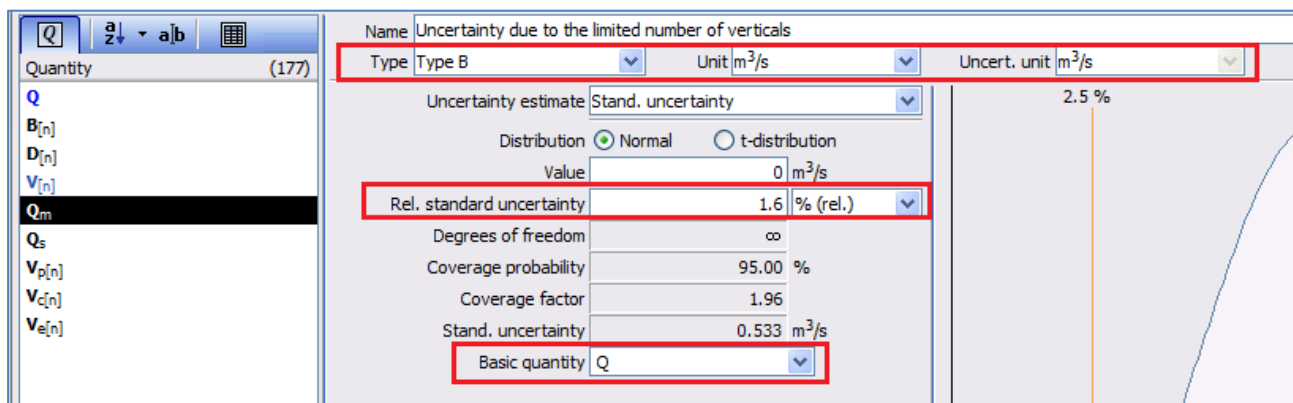 Q a z a b
Name Uncertainty due to the limited number of verticals
Type Type B Unit m³/s Uncert. unit m³/s
Quantity (177)
Q
B[n]
D[n]
V[n]
Qm
Qs
Vp[n]
Vc[n]
Ve[n]
Uncertainty estimate Stand. uncertainty
Distribution Normal t-distribution
Value 0 m³/s
Rel. standard uncertainty 1.6 % (rel.)
Degrees of freedom ∞
Coverage probability 95.00 %
Coverage factor 1.96
Stand. uncertainty 0.533 m³/s
Basic quantity Q
2.5 %